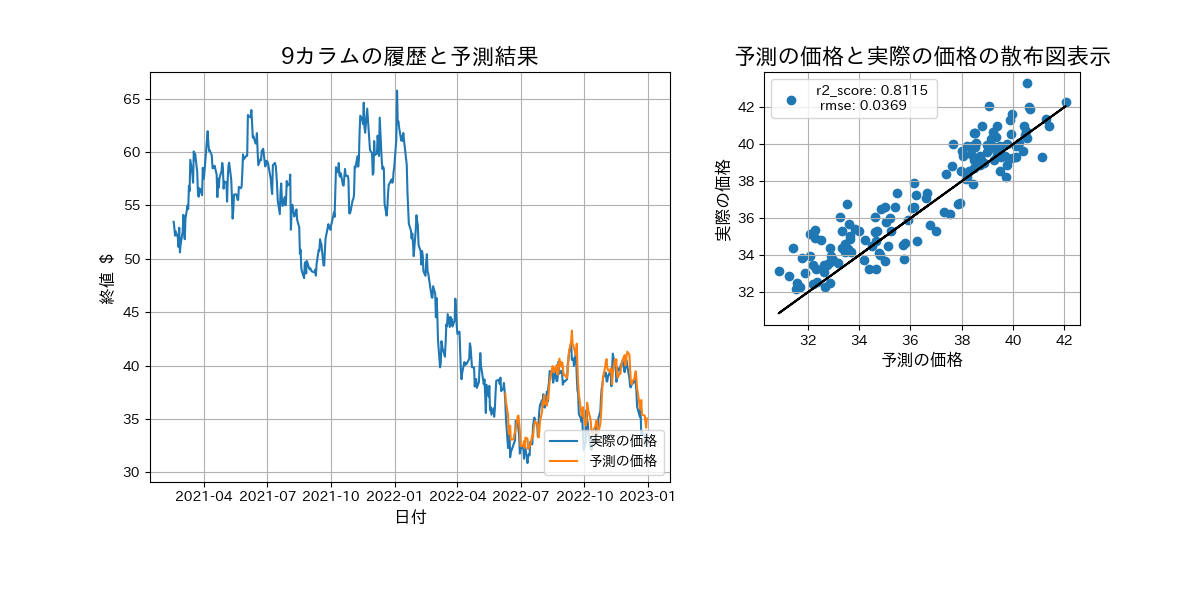 9カラムの履歴と予測結果
65
60
55
50
45
40
35
30
終値 $
2021-04 2021-07 2021-10 2022-01 2022-04 2022-07 2022-10 2023-01
日付
実際の価格
予測の価格
予測の価格と実際の価格の散布図表示
r2_score: 0.8115
rmse: 0.0369
42
40
38
36
34
32
実際の価格
32 34 36 38 40 42
予測の価格